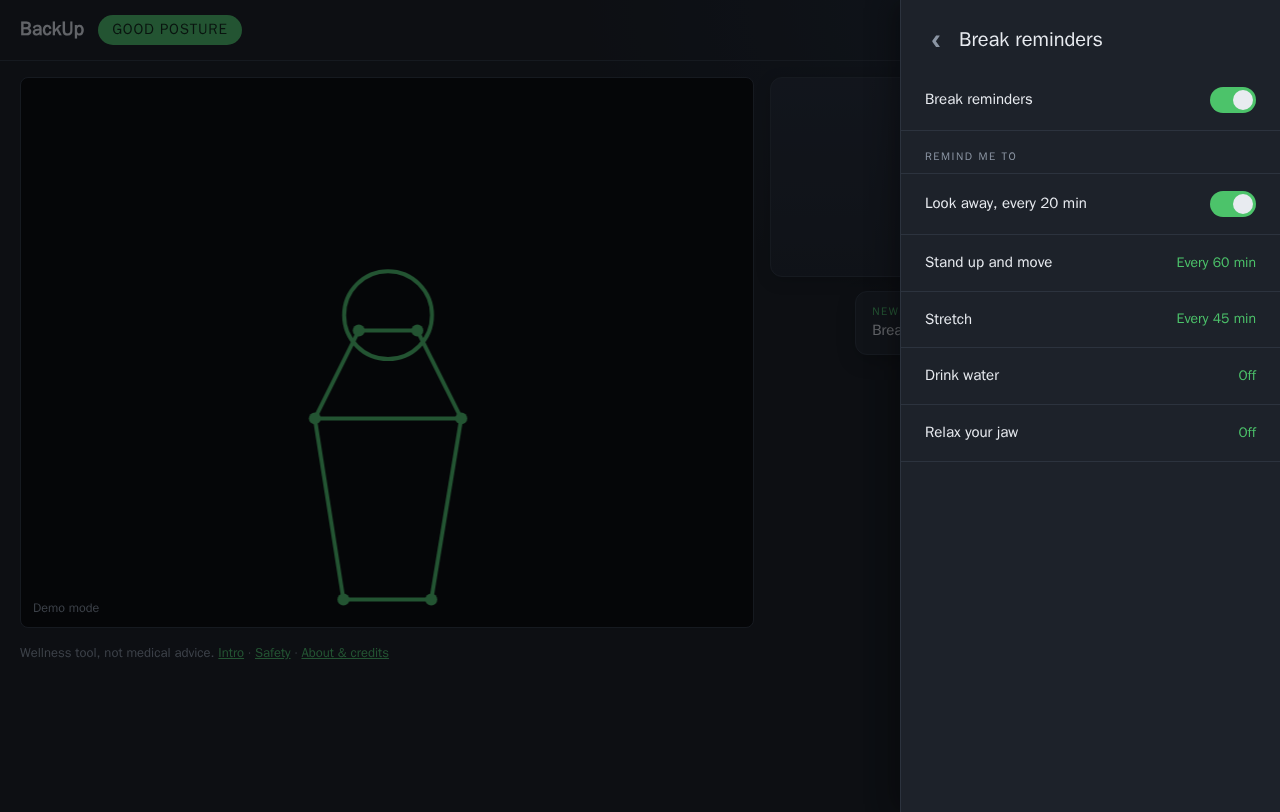 BackUp
GOOD POSTURE
Demo mode
Wellness tool, not medical advice. Intro · Safety · About & credits
NEW
Brea
‹ Break reminders
Break reminders
REMIND ME TO
Look away, every 20 min
Stand up and move Every 60 min
Stretch Every 45 min
Drink water Off
Relax your jaw Off